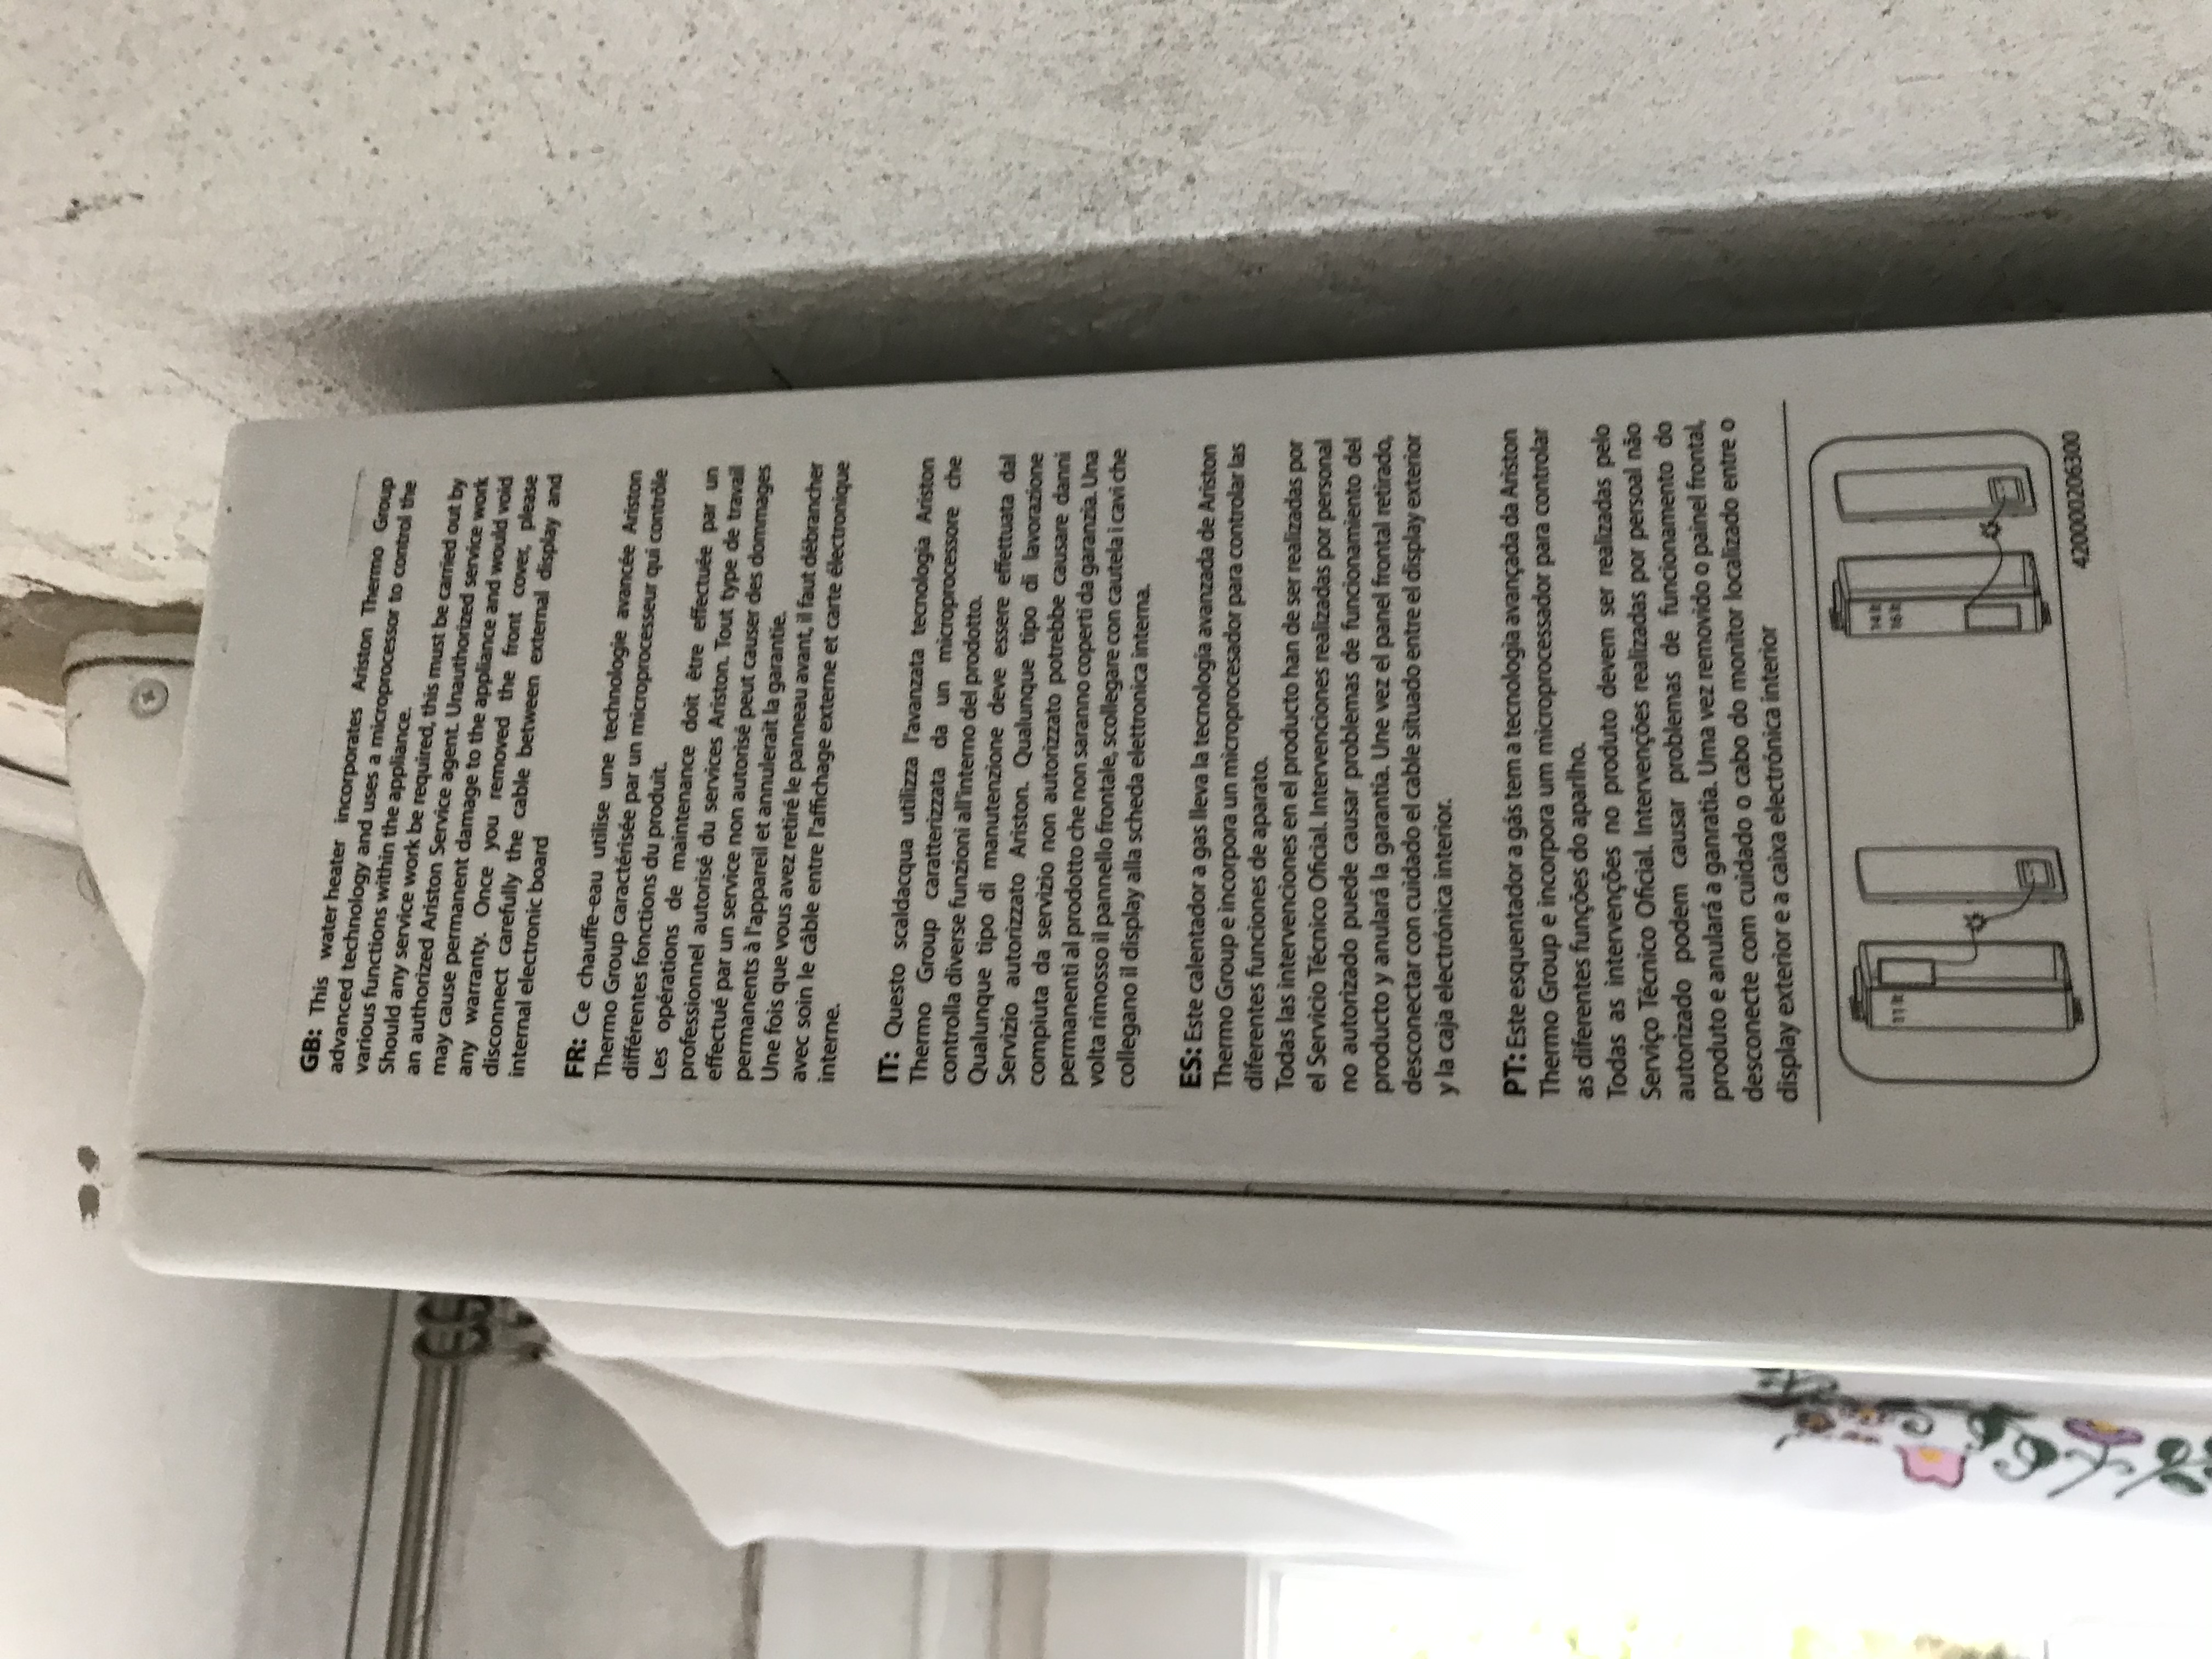 GB: This water heater incorporates Ariston Thermo Group
advanced technology and uses a microprocessor to control the
various functions within the appliance.
Should any service work be required, this must be carried out by
an authorized Ariston Service agent. Unauthorized service work
may cause permanent damage to the appliance and would void
any warranty. Once you removed the front cover, please
disconnect carefully the cable between external display and
internal electronic board
FR: Ce chauffe-eau utilise une technologie avancée Ariston
Thermo Group caractérisée par un microprocesseur qui contrôle
différentes fonctions du produit.
Les opérations de maintenance doit être effectuée par un
professionnel autorisé du services Ariston. Tout type de travail
effectué par un service non autorisé peut causer des dommages
permanents à l'appareil et annulerait la garantie.
Une fois que vous avez retiré le panneau avant, il faut débrancher
avec soin le câble entre l'affichage externe et carte électronique
interne.
IT: Questo scaldacqua utilizza l'avanzata tecnologia Ariston
Thermo Group caratterizzata da un microprocessore che
controlla diverse funzioni all'interno del prodotto.
Qualunque tipo di manutenzione deve essere effettuata dal
Servizio autorizzato Ariston. Qualunque tipo di lavorazione
compiuta da servizio non autorizzato potrebbe causare danni
permanenti al prodotto che non saranno coperti da garanzia. Una
volta rimosso il pannello frontale, scollegare con cautela i cavi che
collegano il display alla scheda elettronica interna.
ES: Este calentador a gas lleva la tecnología avanzada de Ariston
Thermo Group e incorpora un microprocesador para controlar las
diferentes funciones de aparato.
Todas las intervenciones en el producto han de ser realizadas por
el Servicio Técnico Oficial. Intervenciones realizadas por personal
no autorizado puede causar problemas de funcionamiento del
producto y anulará la garantía. Une vez el panel frontal retirado,
desconectar con cuidado el cable situado entre el display exterior
y la caja electrónica interior.
PT: Este esquentador a gás tem a tecnologia avançada da Ariston
Thermo Group e incorpora um microprocessador para controlar
as diferentes funções do aparilho.
Todas as intervenções no produto devem ser realizadas pelo
Serviço Técnico Oficial. Intervenções realizadas por persoal não
autorizado podem causar problemas de funcionamento do
produto e anulará a ganratia. Uma vez removido o painel frontal,
desconecte com cuidado o cabo do monitor localizado entre o
display exterior e a caixa electrónica interior
11 lt
14 lt
16 lt
420000206300